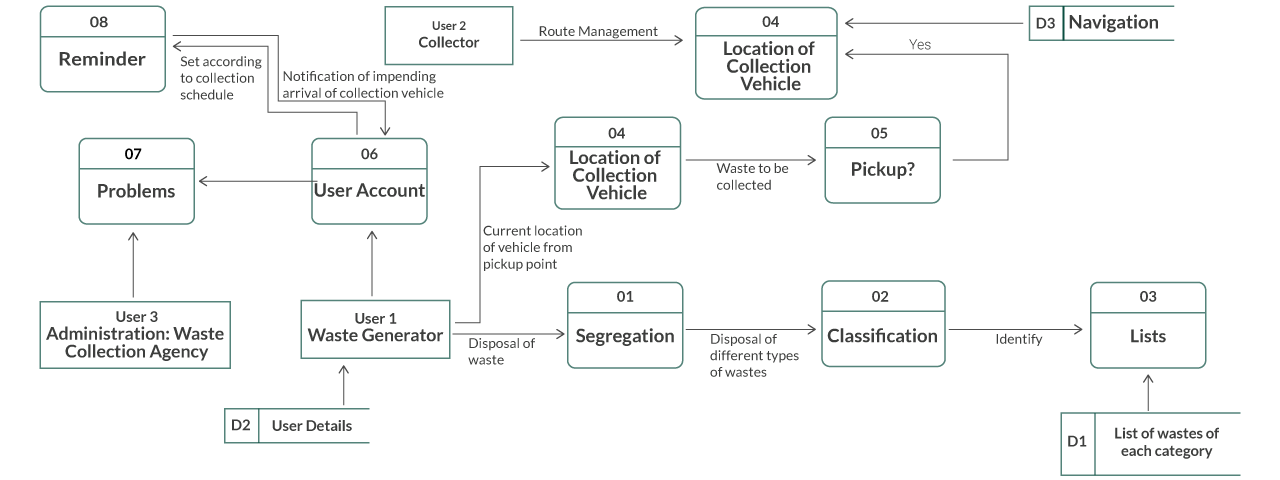 08
Reminder
User 2
Collector
Route Management
04
Location of
Collection
Vehicle
D3 Navigation
Yes
Set according
to collection
schedule
Notification of impending
arrival of collection vehicle
07
Problems
06
User Account
04
Location of
Collection
Vehicle
Waste to be
collected
05
Pickup?
Current location
of vehicle from
pickup point
User 3
Administration: Waste
Collection Agency
User 1
Waste Generator
Disposal of
waste
01
Segregation
Disposal of
different types
of wastes
02
Classification
Identify
03
Lists
D2 User Details
D1
List of wastes of
each category